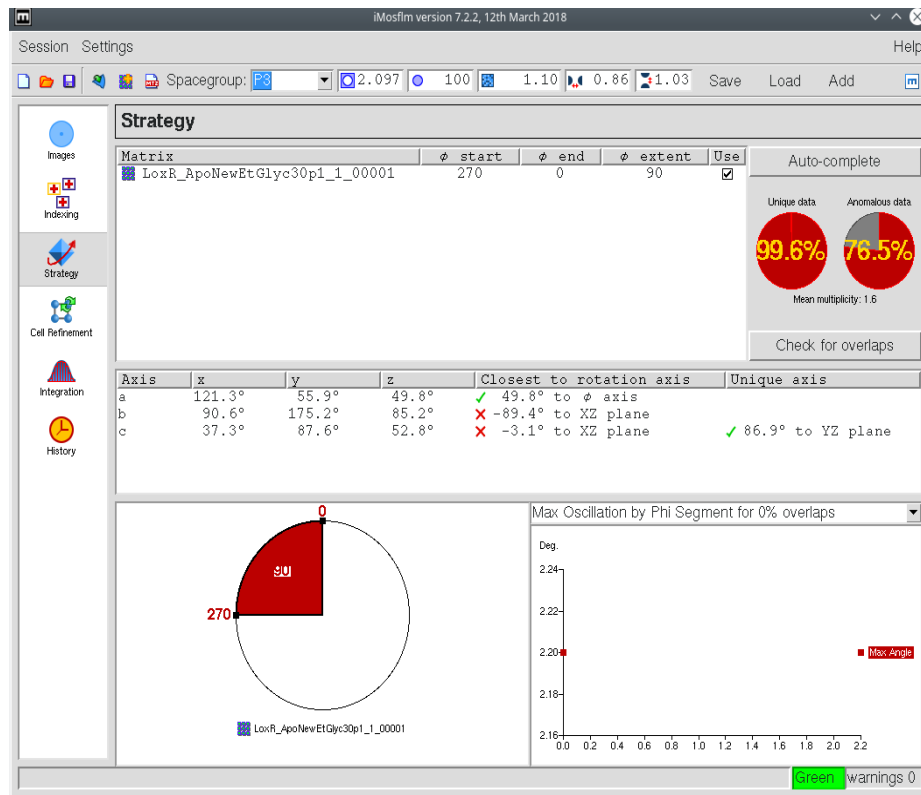 iMosflm version 7.2.2, 12th March 2018
Session Settings Help
Spacegroup: P3 2.097 100 1.10 0.86 1.03 Save Load Add
Strategy
Images
Indexing
Strategy
Cell Refinement
Integration
History
Matrix φ start φ end φ extent Use
LoxR_ApoNewEtGlyc30p1_1_00001 270 0 90
Auto-complete
Unique data Anomalous data
99.6% 76.5%
Mean multiplicity: 1.6
Check for overlaps
Axis x y z Closest to rotation axis Unique axis
a 121.3° 55.9° 49.8° ✓ 49.8° to φ axis
b 90.6° 175.2° 85.2° ✗ -89.4° to XZ plane
c 37.3° 87.6° 52.8° ✗ -3.1° to XZ plane ✓ 86.9° to YZ plane
0
90
270
LoxR_ApoNewEtGlyc30p1_1_00001
Max Oscillation by Phi Segment for 0% overlaps
Deg.
2.24
2.22
2.20
Max Angle
2.18
2.16
0.0 0.2 0.4 0.6 0.8 1.0 1.2 1.4 1.6 1.8 2.0 2.2
Green warnings 0